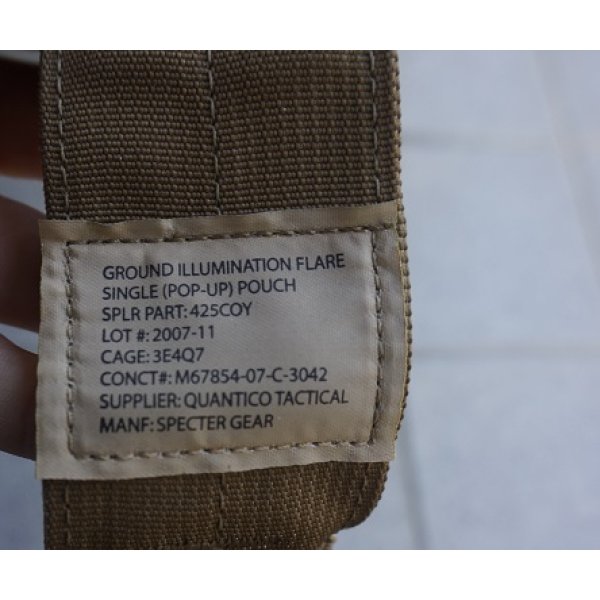 GROUND ILLUMINATION FLARE
SINGLE (POP-UP) POUCH
SPLR PART: 425COY
LOT #: 2007-11
CAGE: 3E4Q7
CONCT#: M67854-07-C-3042
SUPPLIER: QUANTICO TACTICAL
MANF: SPECTER GEAR